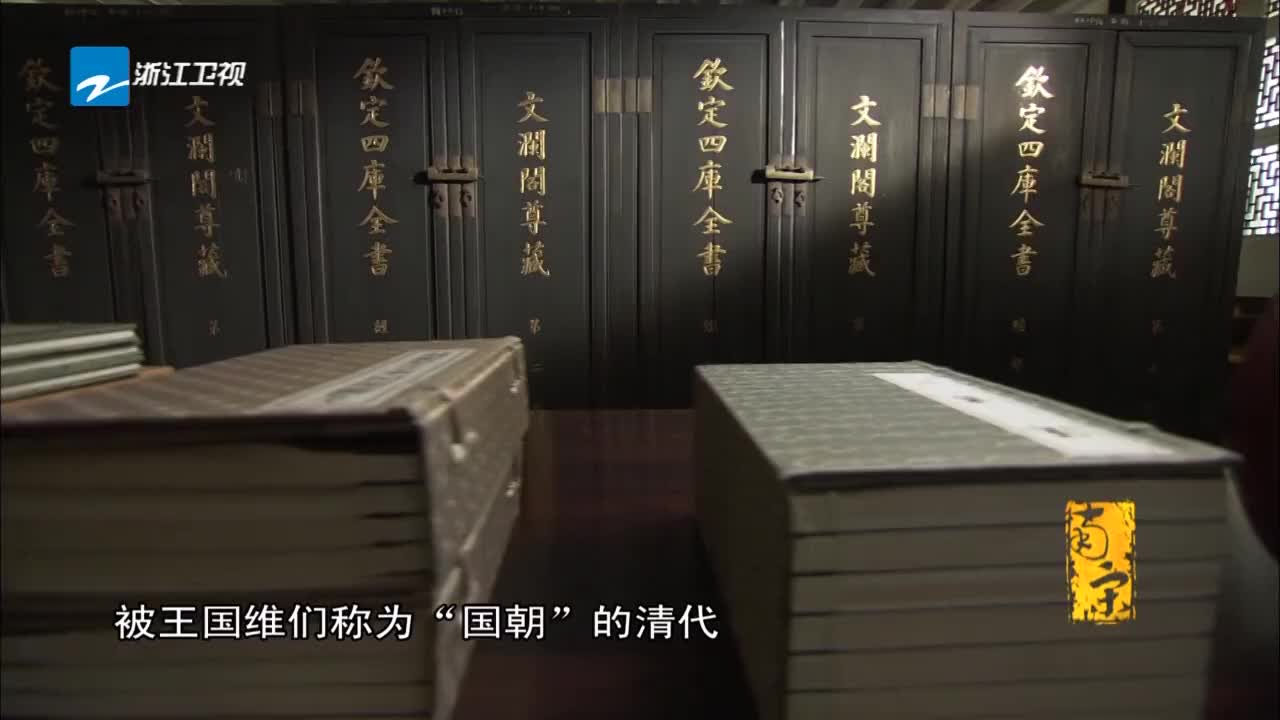 浙江卫视
欽定四庫全書
文瀾閣尊藏
欽定四庫全書
文瀾閣尊藏
欽定四庫全書
文瀾閣尊藏
欽定四庫全書
文瀾閣尊藏
第
第
南宋
被王国维们称为“国朝”的清代